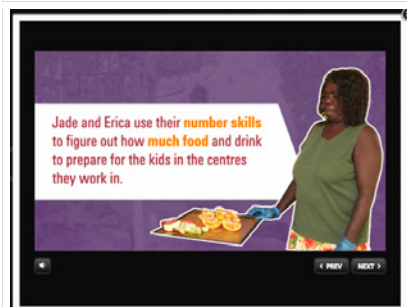 Jade and Erica use their number skills
to figure out how much food and drink
to prepare for the kids in the centres
they work in.
< PREV
NEXT >